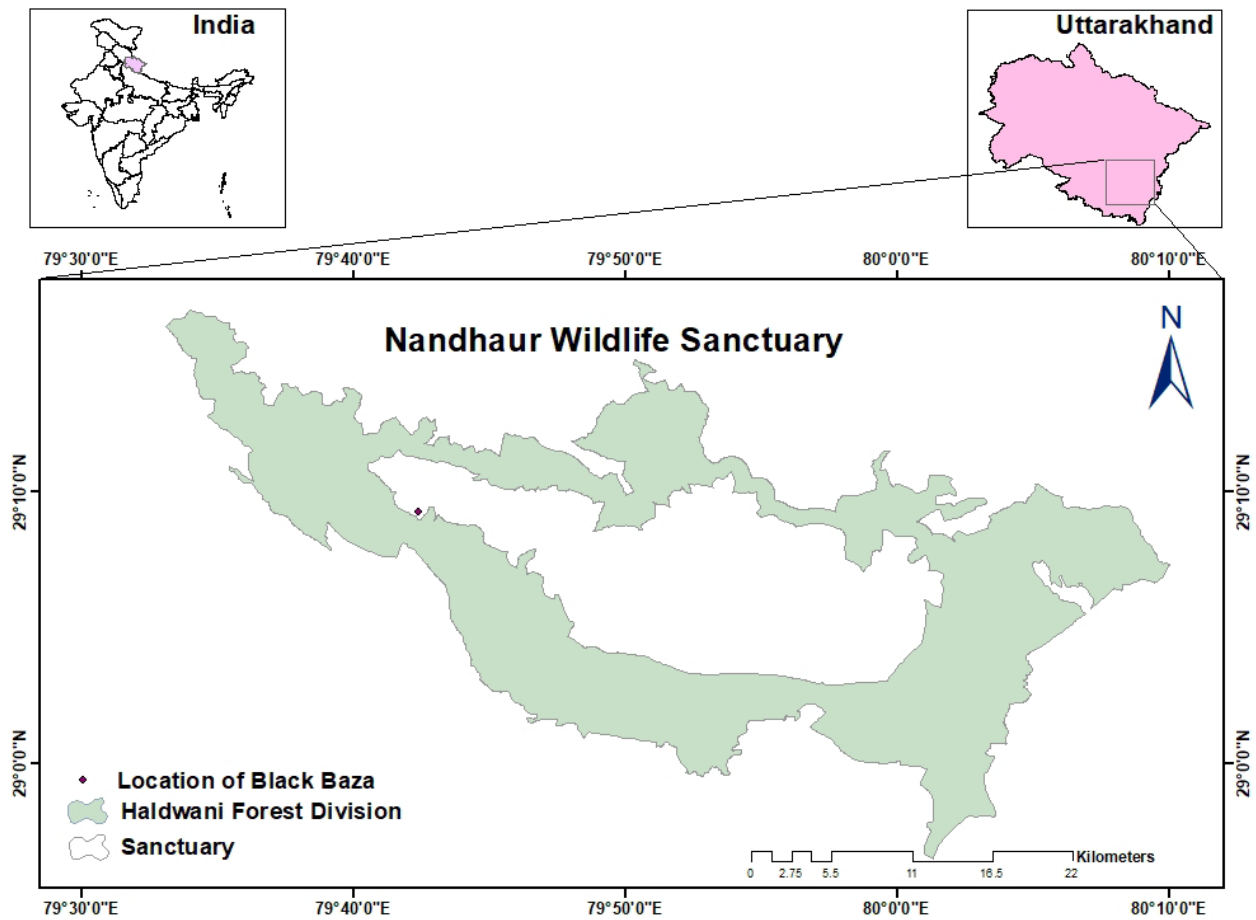 India
Uttarakhand
79°30'0"E
79°40'0"E
79°50'0"E
80°0'0"E
80°10'0"E
Nandhaur Wildlife Sanctuary
N
29°10'0"N
29°10'0"N
29°0'0"N
29°0'0"N
Location of Black Baza
Haldwani Forest Division
Sanctuary
Kilometers
0 2.75 5.5 11 16.5 22
79°30'0"E
79°40'0"E
79°50'0"E
80°0'0"E
80°10'0"E